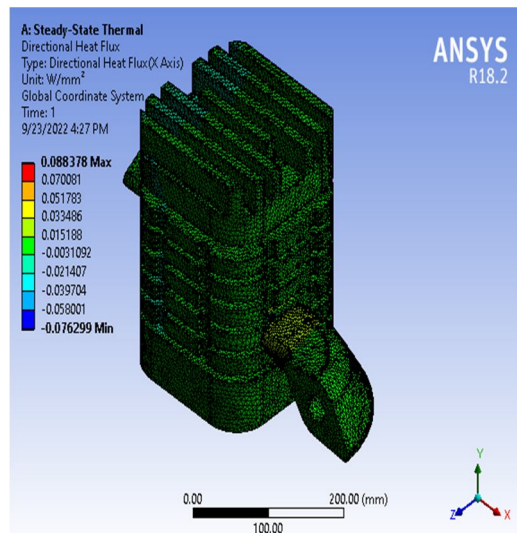 A: Steady-State Thermal
Directional Heat Flux
Type: Directional Heat Flux(X Axis)
Unit: W/mm²
Global Coordinate System
Time: 1
9/23/2022 4:27 PM
ANSYS
R18.2
0.088378 Max
0.070081
0.051783
0.033486
0.015188
-0.0031092
-0.021407
-0.039704
-0.058001
-0.076299 Min
0.00
200.00 (mm)
100.00
Y
Z
X